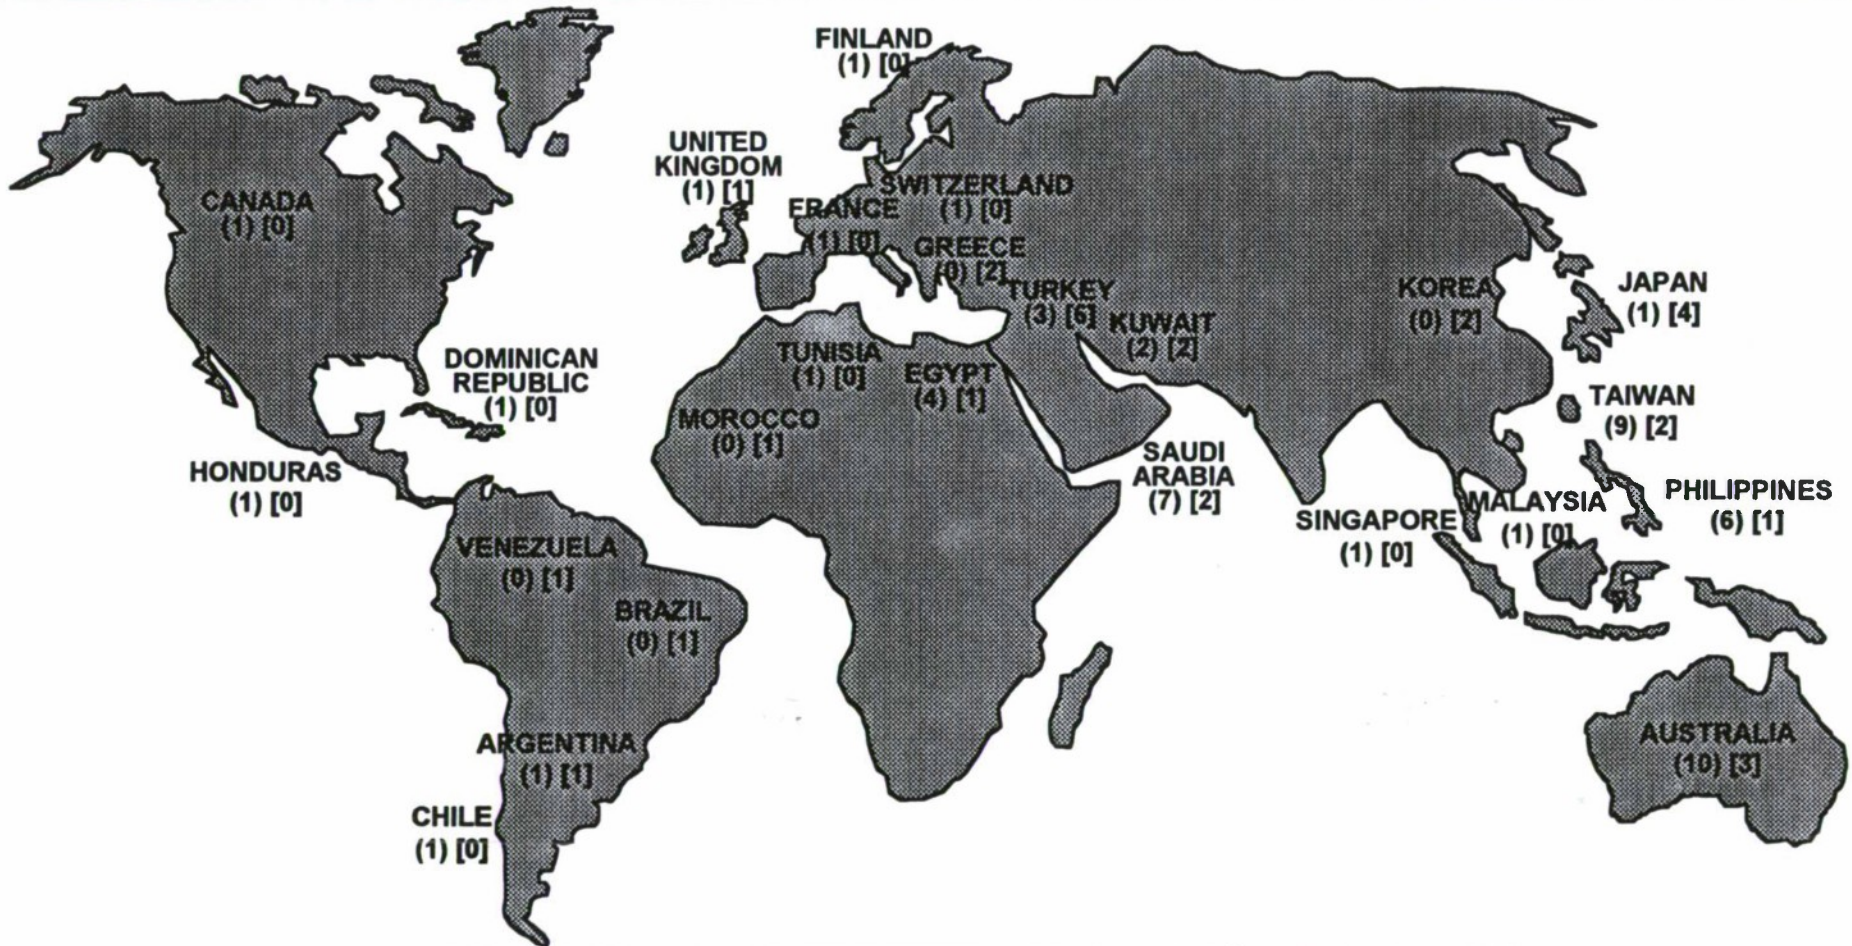 FINLAND
(1) [0]
UNITED
KINGDOM
(1) [1]
SWITZERLAND
(1) [0]
FRANCE
(1) [0]
GREECE
(0) [2]
TURKEY
(3) [6]
KUWAIT
(2) [2]
KOREA
(0) [2]
JAPAN
(1) [4]
CANADA
(1) [0]
DOMINICAN
REPUBLIC
(1) [0]
TUNISIA
(1) [0]
EGYPT
(4) [1]
MOROCCO
(0) [1]
TAIWAN
(9) [2]
SAUDI
ARABIA
(7) [2]
HONDURAS
(1) [0]
SINGAPORE
(1) [0]
MALAYSIA
(1) [0]
PHILIPPINES
(6) [1]
VENEZUELA
(0) [1]
BRAZIL
(0) [1]
ARGENTINA
(1) [1]
CHILE
(1) [0]
AUSTRALIA
(10) [3]